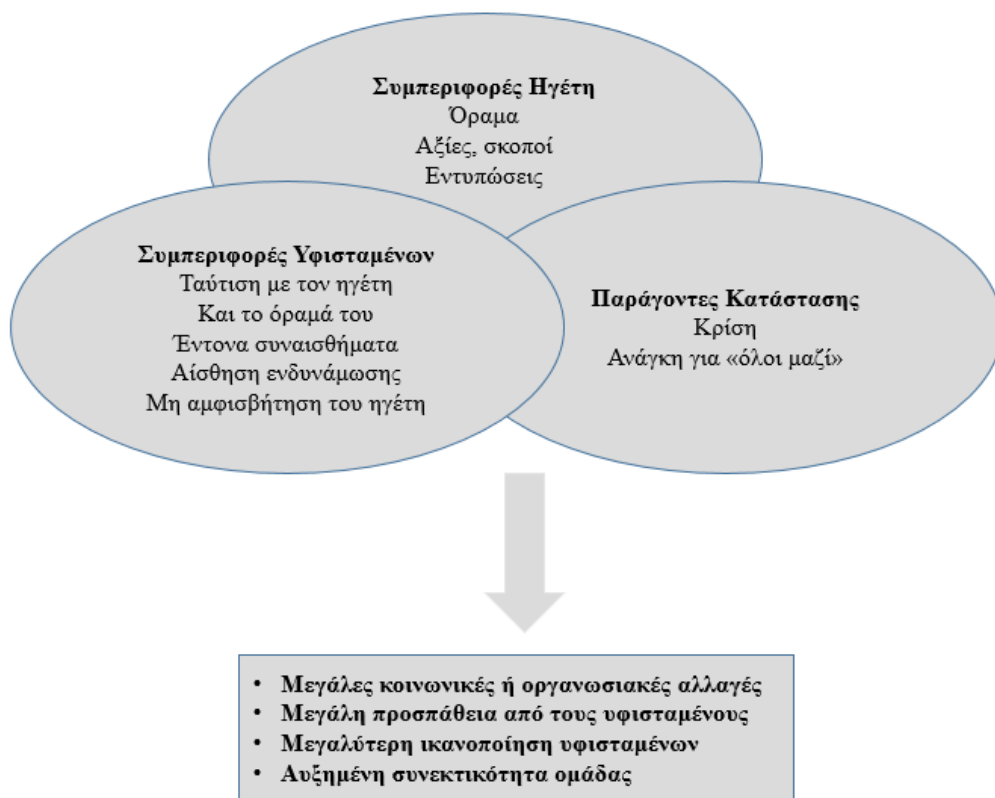 Συμπεριφορές Ηγέτη
Όραμα
Αξίες, σκοποί
Εντυπώσεις
Συμπεριφορές Υφισταμένων
Ταύτιση με τον ηγέτη
Και το όραμά του
Έντονα συναισθήματα
Αίσθηση ενδυνάμωσης
Μη αμφισβήτηση του ηγέτη
Παράγοντες Κατάστασης
Κρίση
Ανάγκη για «όλοι μαζί»
• Μεγάλες κοινωνικές ή οργανωσιακές αλλαγές
• Μεγάλη προσπάθεια από τους υφισταμένους
• Μεγαλύτερη ικανοποίηση υφισταμένων
• Αυξημένη συνεκτικότητα ομάδας